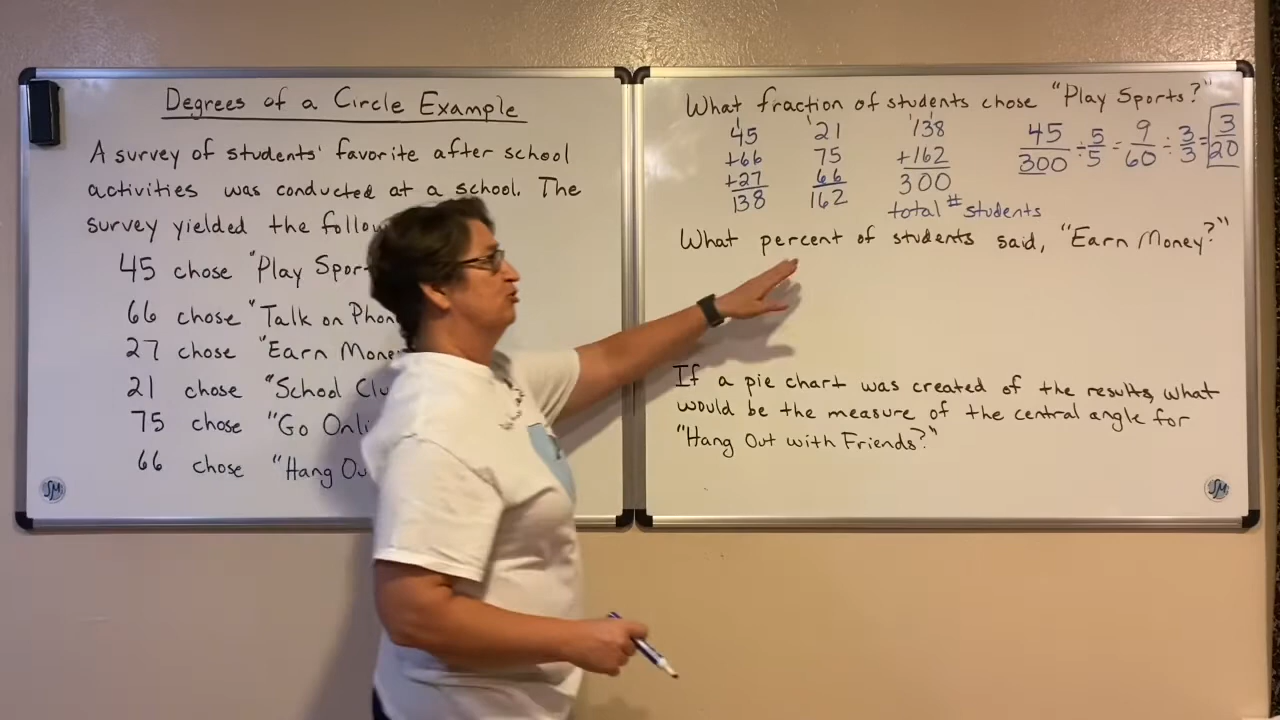 Degrees of a Circle Example
A survey of students' favorite after school
activities was conducted at a school. The
survey yielded the
45 chose "Play
66 chose "Talk on
27 chose "Earn
21 chose "School
75 chose "Go
66 chose "Hang
SM
What fraction of students chose "Play Sports?"
45 +66 +27 138
21 75 66 162
138 +162 300
45/300 ÷ 5/5 = 9/60 ÷ 3/3 = 3/20
total # students
What percent of students said, "Earn Money?"
If a pie chart was created of the results, what
would be the measure of the central angle for
"Hang Out with Friends?"
SM